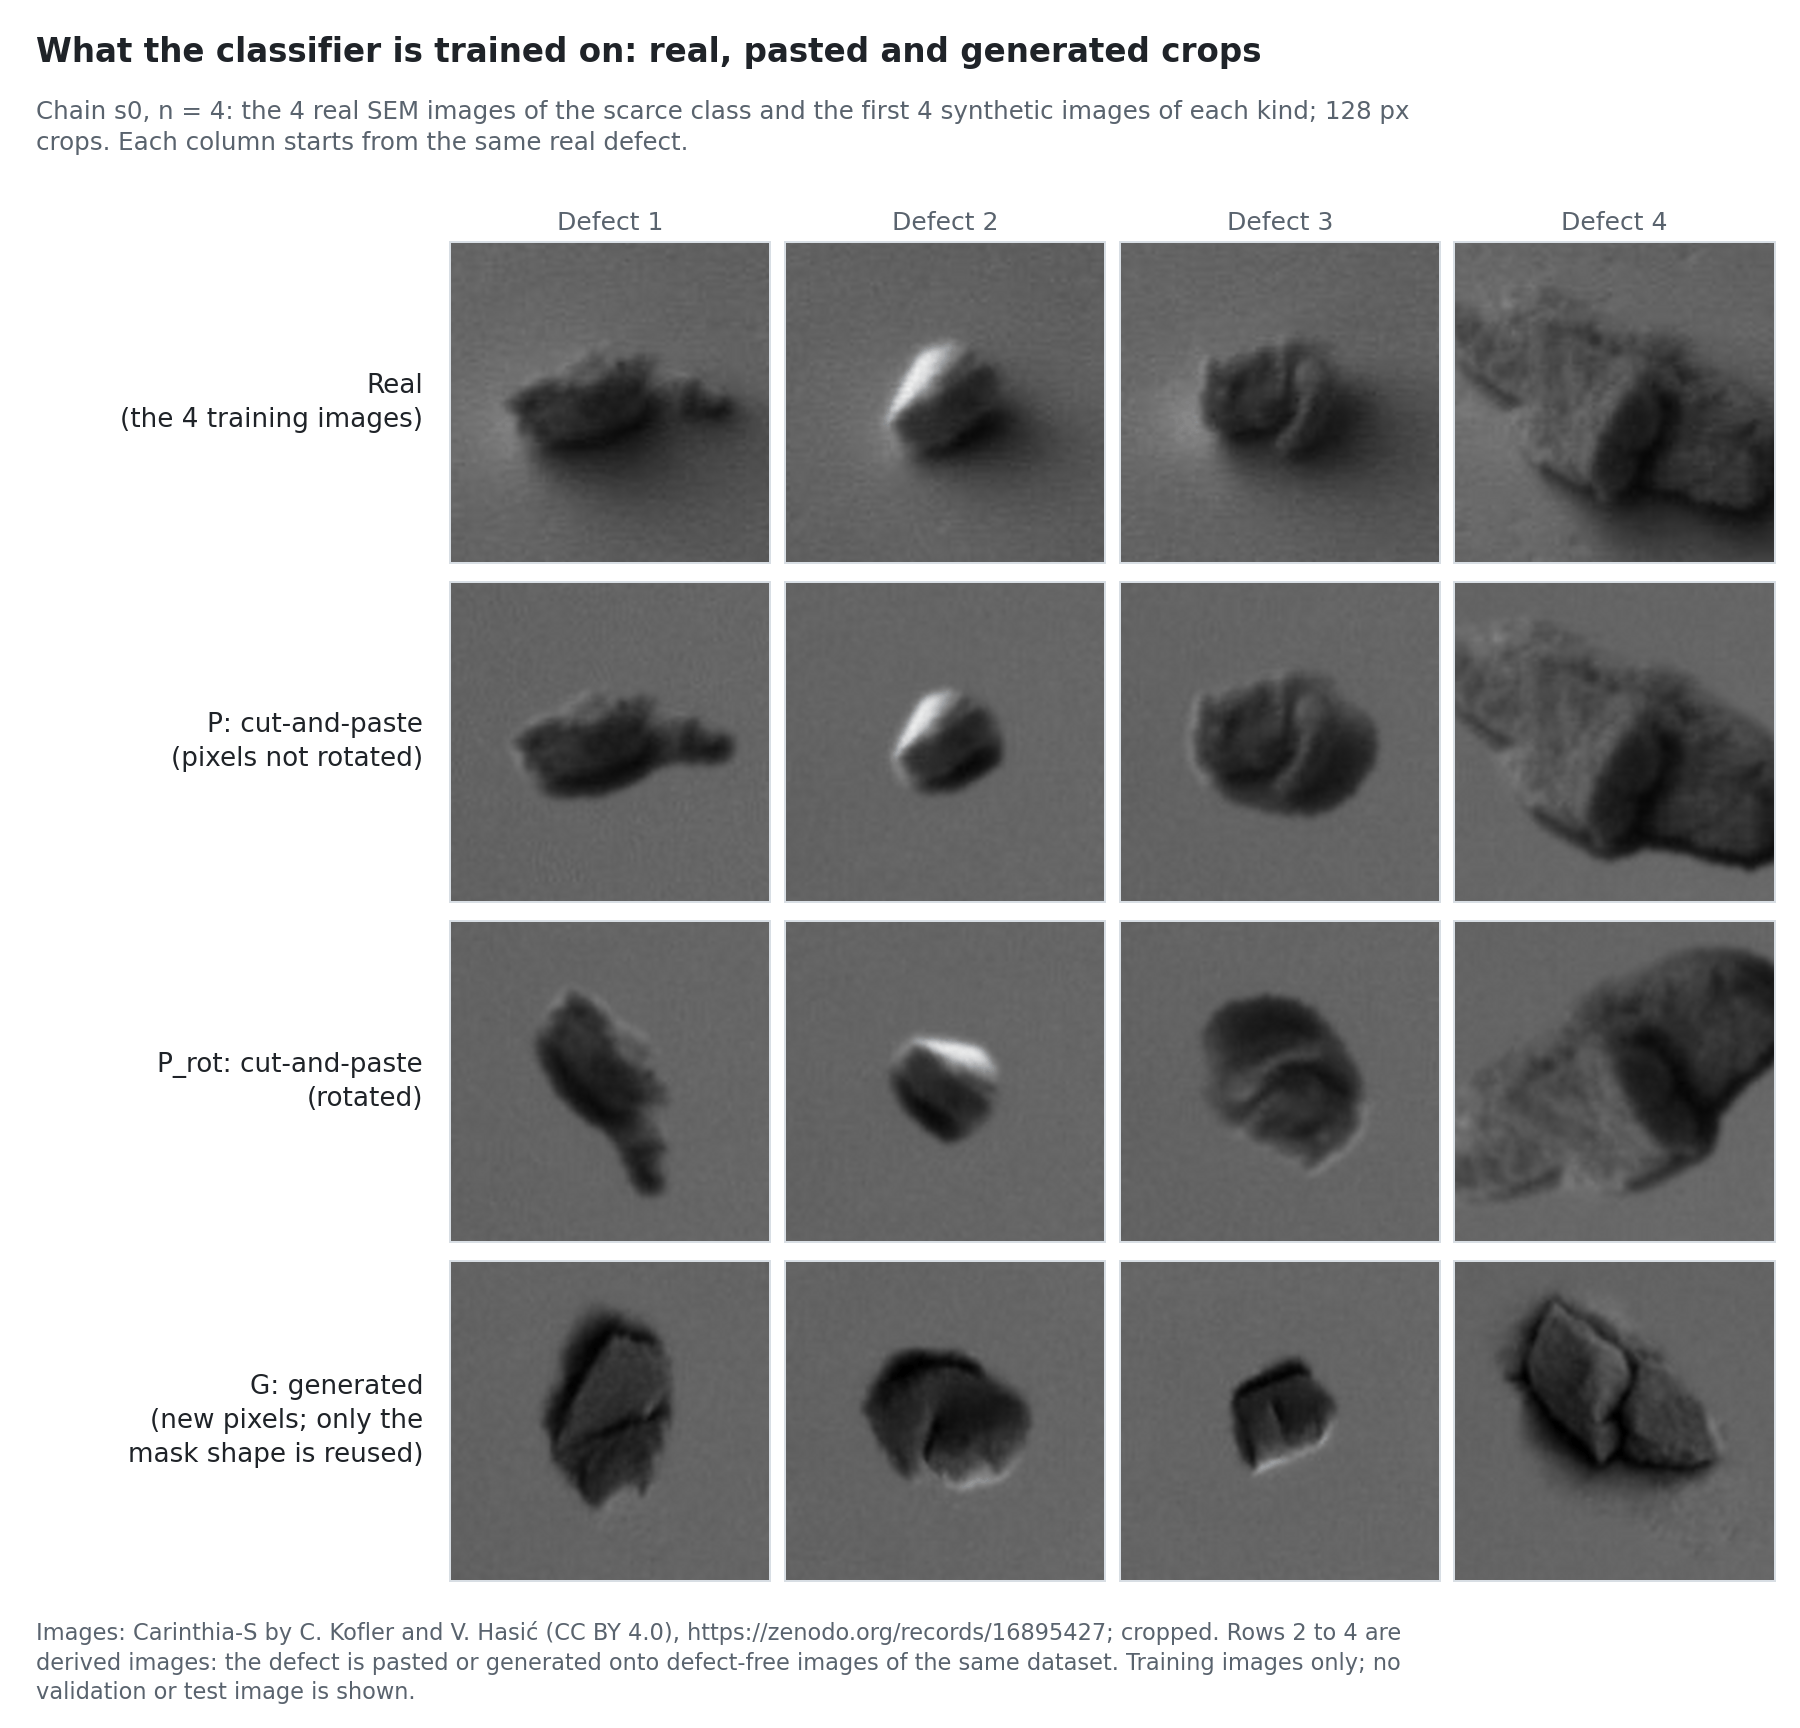 What the classifier is trained on: real, pasted and generated crops
Chain s0, n = 4: the 4 real SEM images of the scarce class and the first 4 synthetic images of each kind; 128 px
crops. Each column starts from the same real defect.
Defect 1
Defect 2
Defect 3
Defect 4
Real
(the 4 training images)
P: cut-and-paste
(pixels not rotated)
P_rot: cut-and-paste
(rotated)
G: generated
(new pixels; only the
mask shape is reused)
Images: Carinthia-S by C. Kofler and V. Hasić (CC BY 4.0), https://zenodo.org/records/16895427; cropped. Rows 2 to 4 are
derived images: the defect is pasted or generated onto defect-free images of the same dataset. Training images only; no
validation or test image is shown.